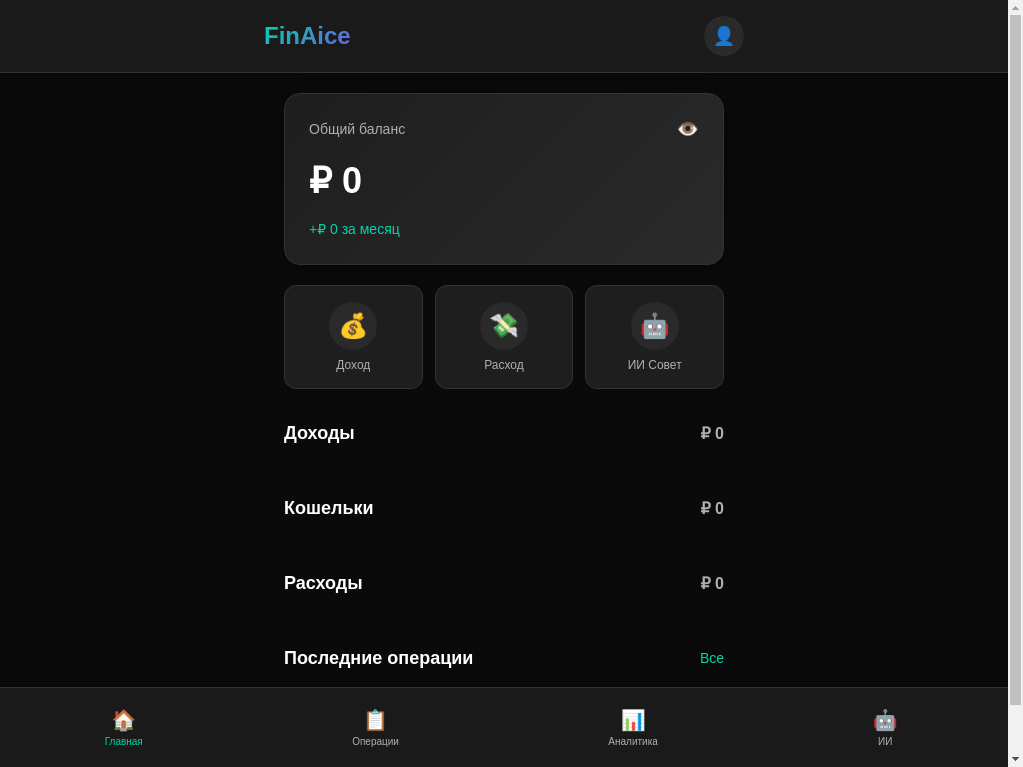 FinAice
Общий баланс
₽ 0
+₽ 0 за месяц
Доход
Расход
ИИ Совет
Доходы
₽ 0
Кошельки
₽ 0
Расходы
₽ 0
Последние операции
Все
Главная
Операции
Аналитика
ИИ